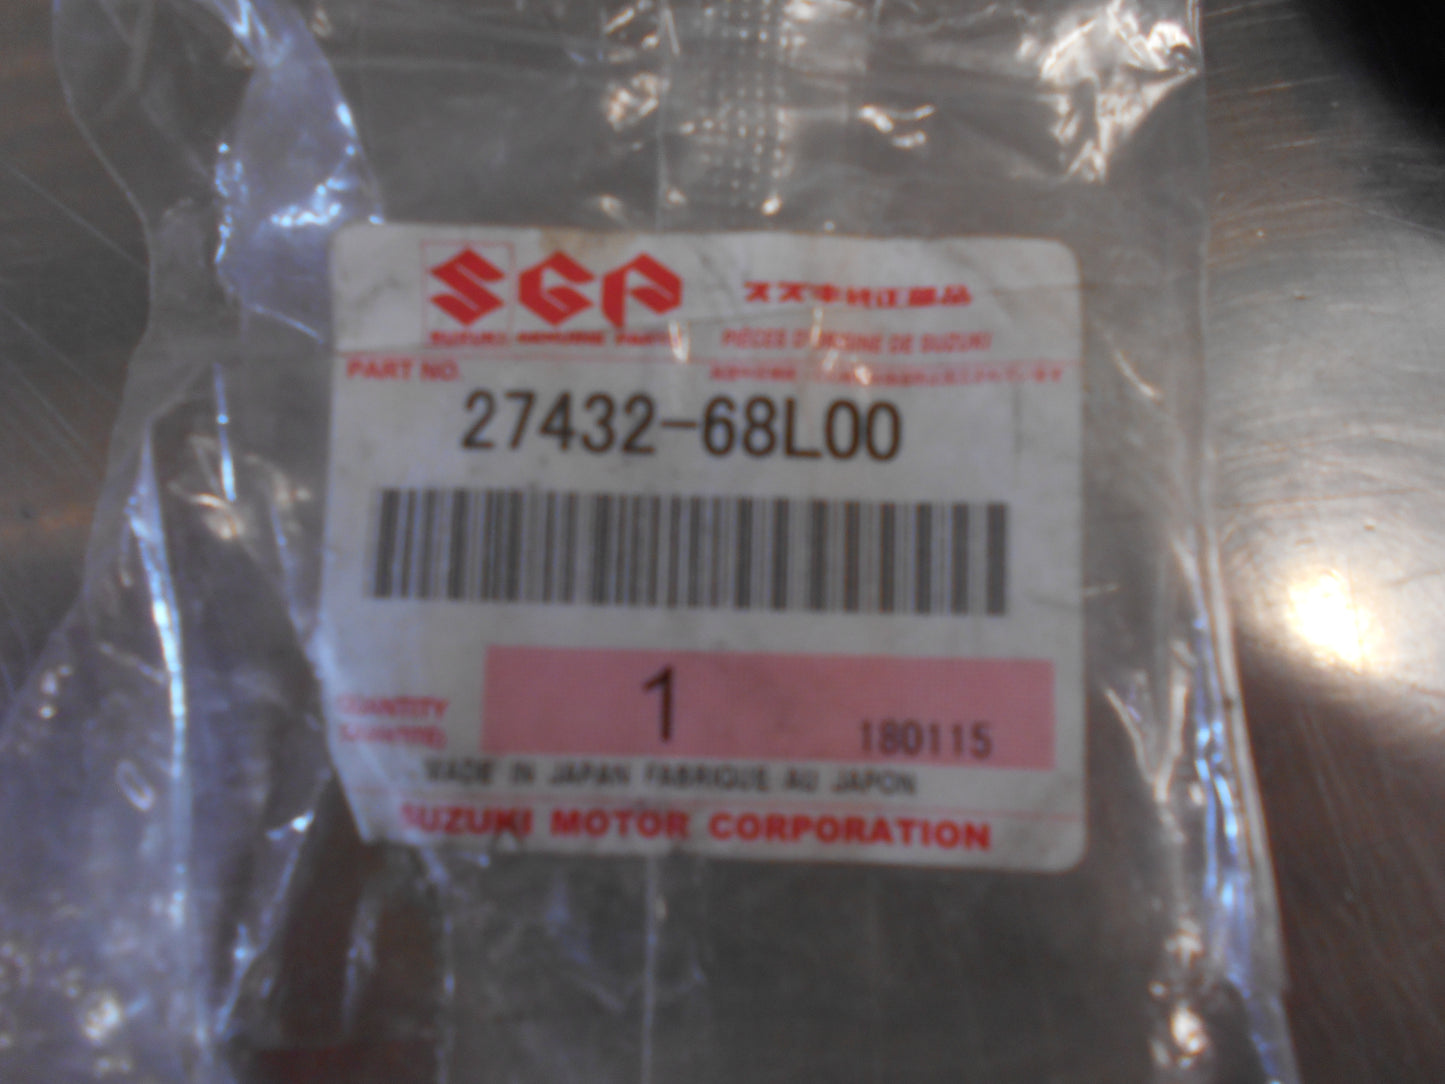 SGP
スズキ純正部品
SUZUKI GENUINE PARTS
PIÈCES D'ORIGINE DE SUZUKI
PART NO.
27432-68L00
1
QUANTITY
180115
MADE IN JAPAN FABRIQUE AU JAPON
SUZUKI MOTOR CORPORATION